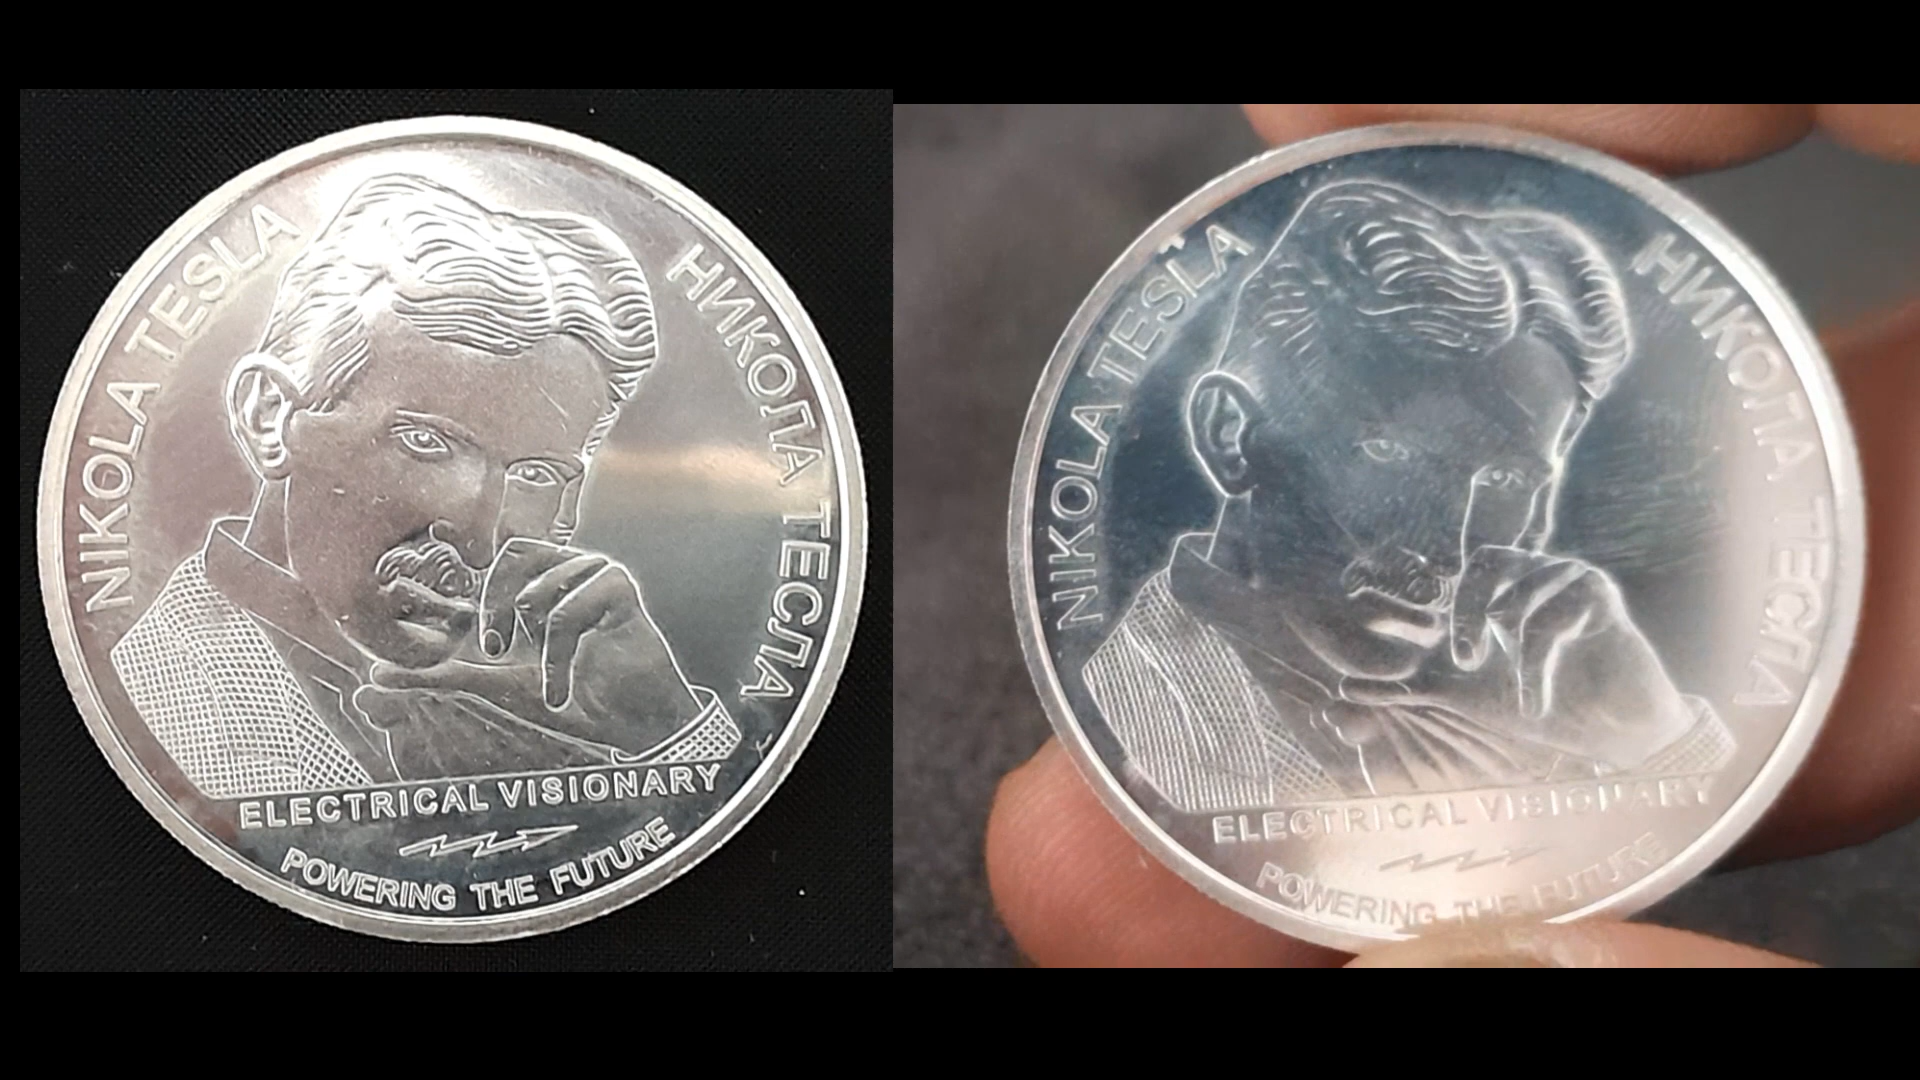 NIKOLA TESLA
НИКОЛА ТЕСЛА
ELECTRICAL VISIONARY
POWERING THE FUTURE
NIKOLA TESLA
НИКОЛА ТЕСЛА
ELECTRICAL VISIONARY
POWERING THE FUTURE